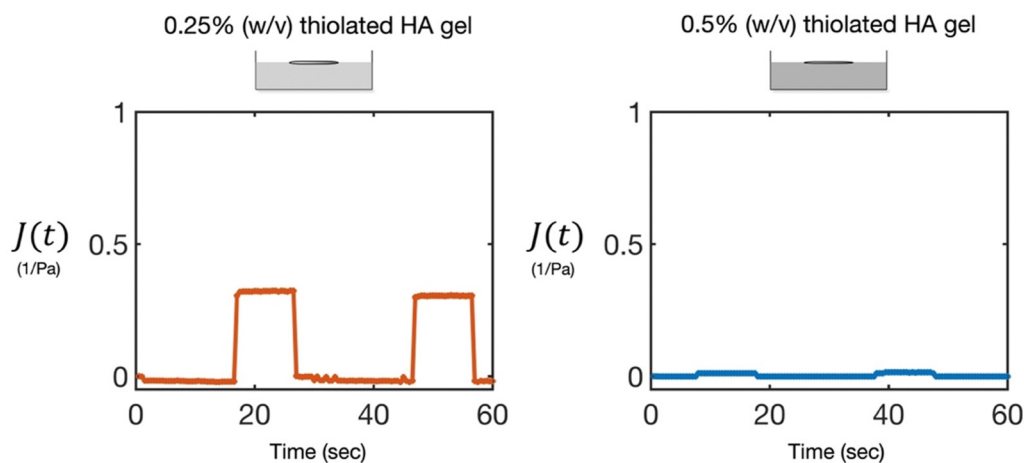 0.25% (w/v) thiolated HA gel
1
J(t)
0.5
(1/Pa)
0
0 20 40 60
Time (sec)
0.5% (w/v) thiolated HA gel
1
J(t)
0.5
(1/Pa)
0
0 20 40 60
Time (sec)